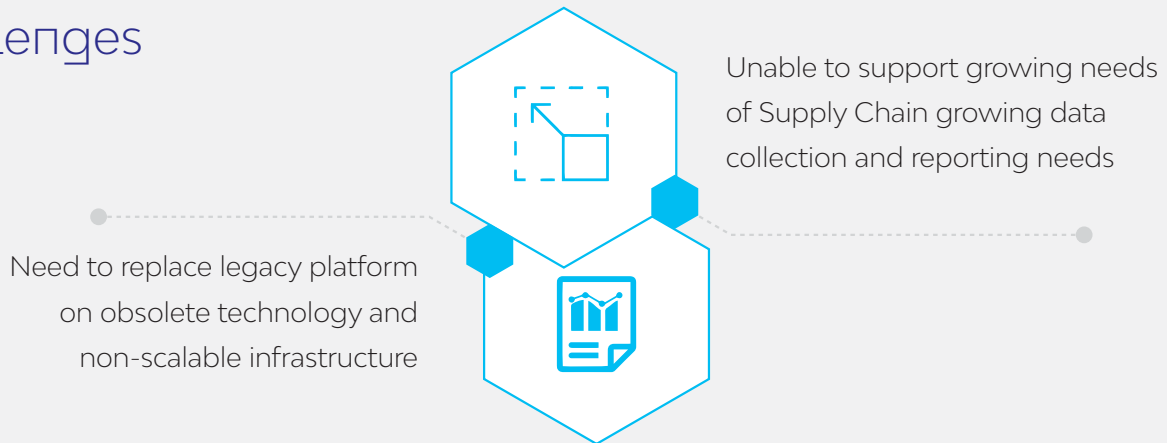 lenges
Unable to support growing needs
of Supply Chain growing data
collection and reporting needs
Need to replace legacy platform
on obsolete technology and
non-scalable infrastructure